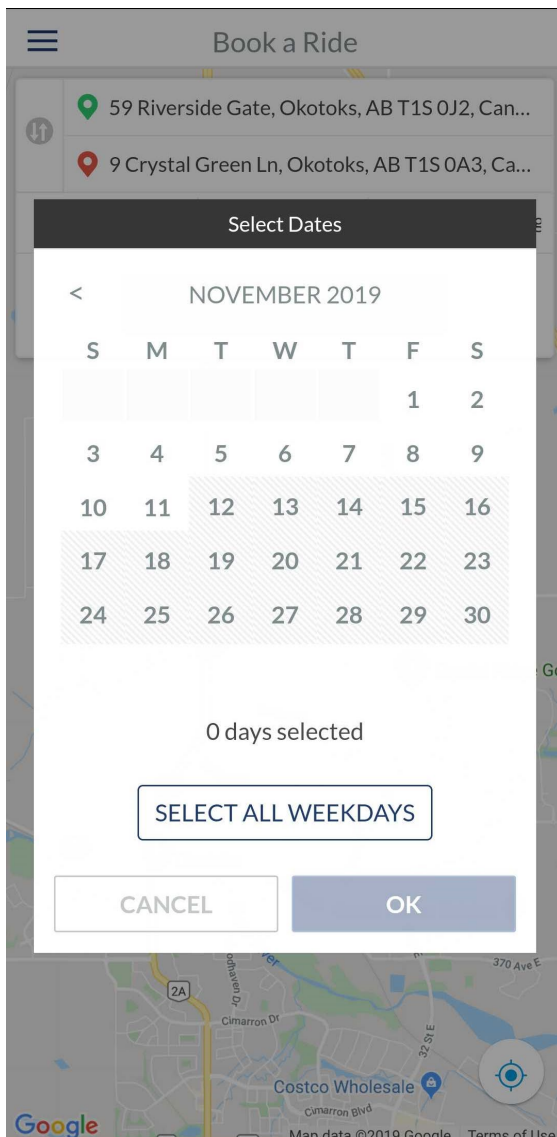 Book a Ride
59 Riverside Gate, Okotoks, AB T1S 0J2, Can...
9 Crystal Green Ln, Okotoks, AB T1S 0A3, Ca...
Select Dates
< NOVEMBER 2019
S M T W T F S
1 2
3 4 5 6 7 8 9
10 11 12 13 14 15 16
17 18 19 20 21 22 23
24 25 26 27 28 29 30
0 days selected
SELECT ALL WEEKDAYS
CANCEL OK
370 Ave E
2A
Cimarron Dr
32 St E
Costco Wholesale
Cimarron Blvd
Google
Map data ©2019 Google Terms of Use